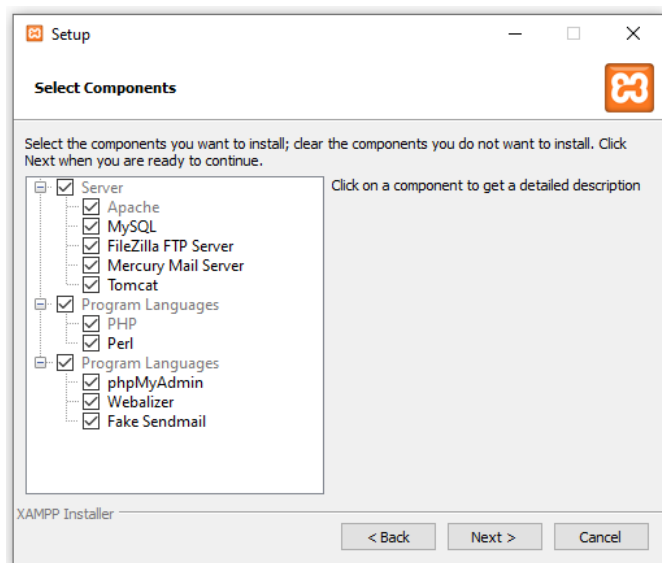 Setup
Select Components
Select the components you want to install; clear the components you do not want to install. Click
Next when you are ready to continue.
Server
Click on a component to get a detailed description
Apache
MySQL
FileZilla FTP Server
Mercury Mail Server
Tomcat
Program Languages
PHP
Perl
Program Languages
phpMyAdmin
Webalizer
Fake Sendmail
XAMPP Installer
< Back
Next >
Cancel